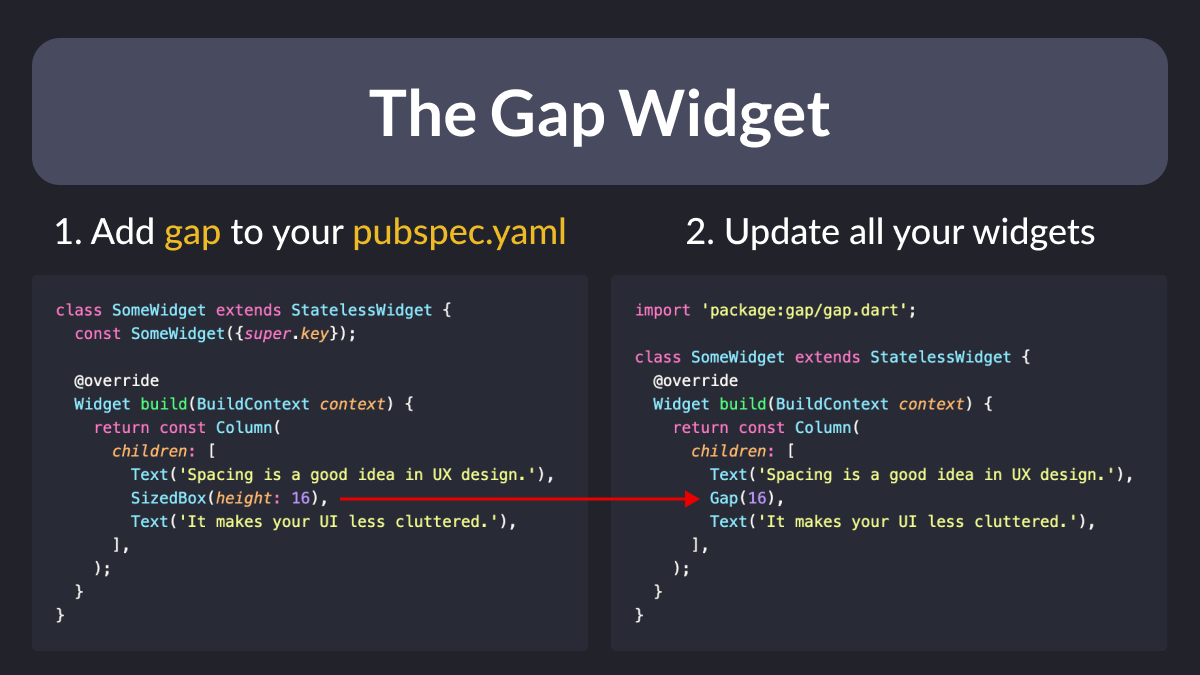 The Gap Widget
1. Add gap to your pubspec.yaml
class SomeWidget extends StatelessWidget {
  const SomeWidget({super.key});

  @override
  Widget build(BuildContext context) {
    return const Column(
      children: [
        Text('Spacing is a good idea in UX design.'),
        SizedBox(height: 16),
        Text('It makes your UI less cluttered.'),
      ],
    );
  }
}
2. Update all your widgets
import 'package:gap/gap.dart';

class SomeWidget extends StatelessWidget {
  @override
  Widget build(BuildContext context) {
    return const Column(
      children: [
        Text('Spacing is a good idea in UX design.'),
        Gap(16),
        Text('It makes your UI less cluttered.'),
      ],
    );
  }
}